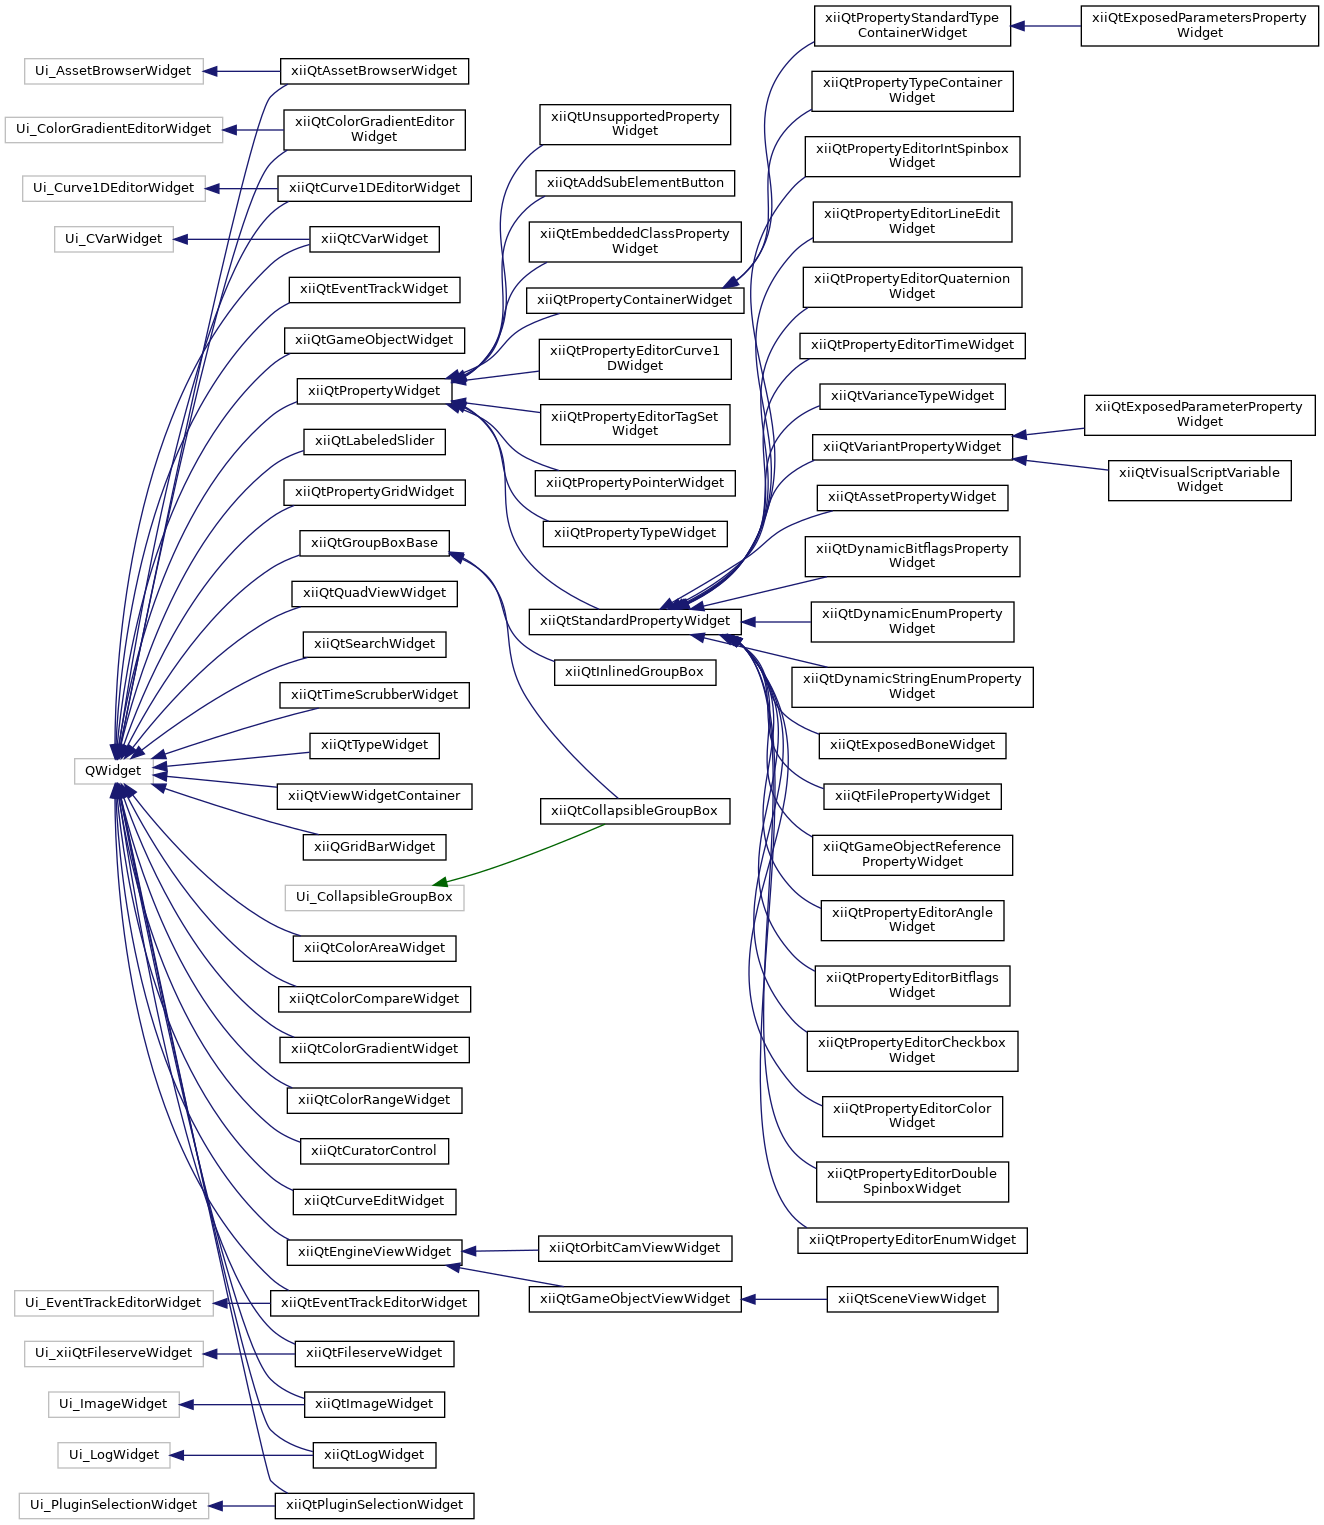 Ui_AssetBrowserWidget
Ui_ColorGradientEditorWidget
Ui_Curve1DEditorWidget
Ui_CVarWidget
QWidget
Ui_CollapsibleGroupBox
Ui_EventTrackEditorWidget
Ui_xiiQtFileserveWidget
Ui_ImageWidget
Ui_LogWidget
Ui_PluginSelectionWidget
xiiQtAssetBrowserWidget
xiiQtColorGradientEditor
Widget
xiiQtCurve1DEditorWidget
xiiQtCVarWidget
xiiQtEventTrackWidget
xiiQtGameObjectWidget
xiiQtPropertyWidget
xiiQtLabeledSlider
xiiQtPropertyGridWidget
xiiQtGroupBoxBase
xiiQtQuadViewWidget
xiiQtSearchWidget
xiiQtTimeScrubberWidget
xiiQtTypeWidget
xiiQtViewWidgetContainer
xiiQGridBarWidget
xiiQtColorAreaWidget
xiiQtColorCompareWidget
xiiQtColorGradientWidget
xiiQtColorRangeWidget
xiiQtCuratorControl
xiiQtCurveEditWidget
xiiQtEngineViewWidget
xiiQtEventTrackEditorWidget
xiiQtFileserveWidget
xiiQtImageWidget
xiiQtLogWidget
xiiQtPluginSelectionWidget
xiiQtUnsupportedProperty
Widget
xiiQtAddSubElementButton
xiiQtEmbeddedClassProperty
Widget
xiiQtPropertyContainerWidget
xiiQtPropertyEditorCurve1
DWidget
xiiQtPropertyEditorTagSet
Widget
xiiQtPropertyPointerWidget
xiiQtPropertyTypeWidget
xiiQtStandardPropertyWidget
xiiQtInlinedGroupBox
xiiQtCollapsibleGroupBox
xiiQtOrbitCamViewWidget
xiiQtGameObjectViewWidget
xiiQtPropertyStandardType
ContainerWidget
xiiQtPropertyTypeContainer
Widget
xiiQtPropertyEditorIntSpinbox
Widget
xiiQtPropertyEditorLineEdit
Widget
xiiQtPropertyEditorQuaternion
Widget
xiiQtPropertyEditorTimeWidget
xiiQtVarianceTypeWidget
xiiQtVariantPropertyWidget
xiiQtAssetPropertyWidget
xiiQtDynamicBitflagsProperty
Widget
xiiQtDynamicEnumProperty
Widget
xiiQtDynamicStringEnumProperty
Widget
xiiQtExposedBoneWidget
xiiQtFilePropertyWidget
xiiQtGameObjectReference
PropertyWidget
xiiQtPropertyEditorAngle
Widget
xiiQtPropertyEditorBitflags
Widget
xiiQtPropertyEditorCheckbox
Widget
xiiQtPropertyEditorColor
Widget
xiiQtPropertyEditorDouble
SpinboxWidget
xiiQtPropertyEditorEnumWidget
xiiQtSceneViewWidget
xiiQtExposedParametersProperty
Widget
xiiQtExposedParameterProperty
Widget
xiiQtVisualScriptVariable
Widget